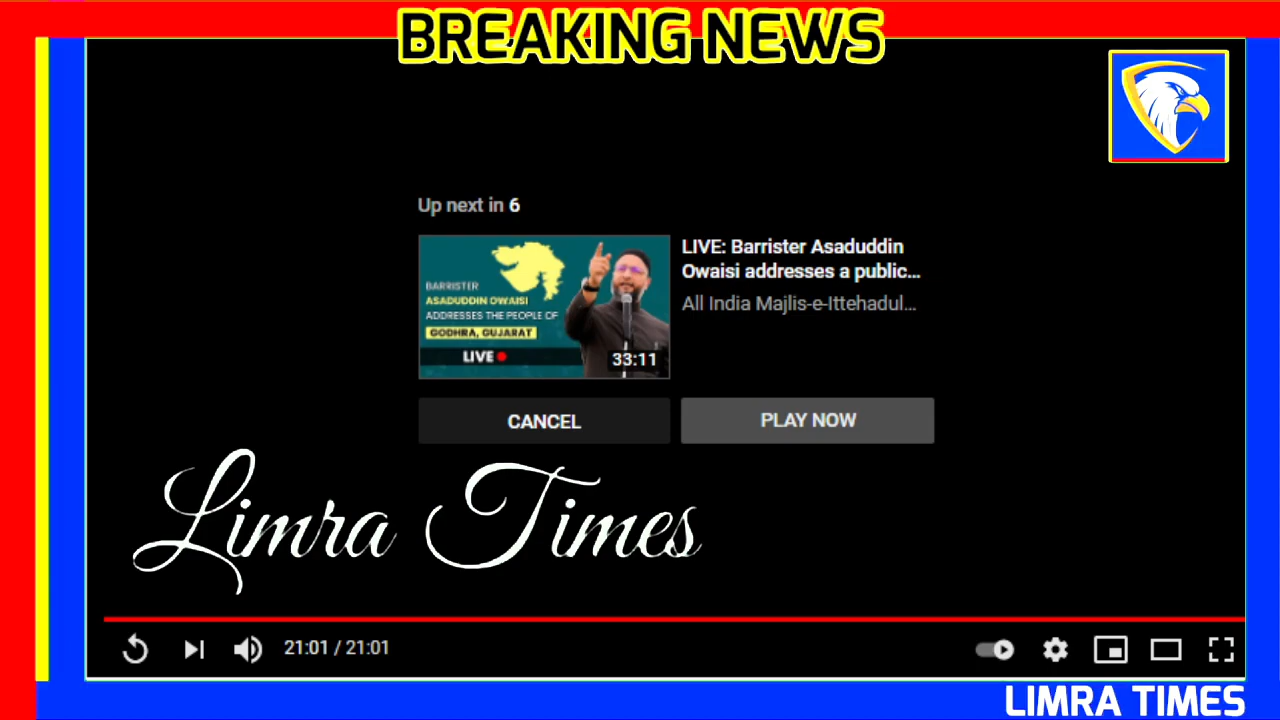 BREAKING NEWS
Up next in 6
BARRISTER
ASADUDDIN OWAISI
ADDRESSES THE PEOPLE OF
GODHRA, GUJARAT
LIVE
33:11
LIVE: Barrister Asaduddin
Owaisi addresses a public...
All India Majlis-e-Ittehadul...
CANCEL
PLAY NOW
Limra Times
21:01 / 21:01
LIMRA TIMES